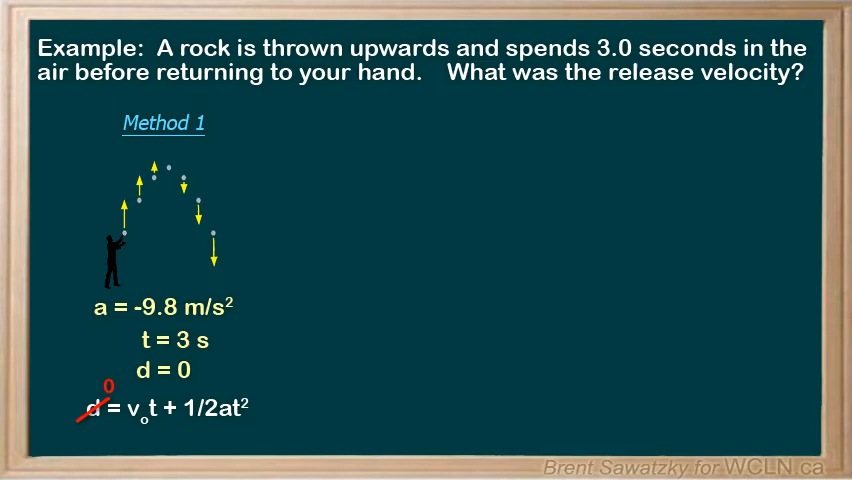 Example:  A rock is thrown upwards and spends 3.0 seconds in the
air before returning to your hand.    What was the release velocity?
Method 1
a = -9.8 m/s²
t = 3 s
d = 0
0
d = vₒt + 1/2at²
Brent Sawatzky for WCLN.ca